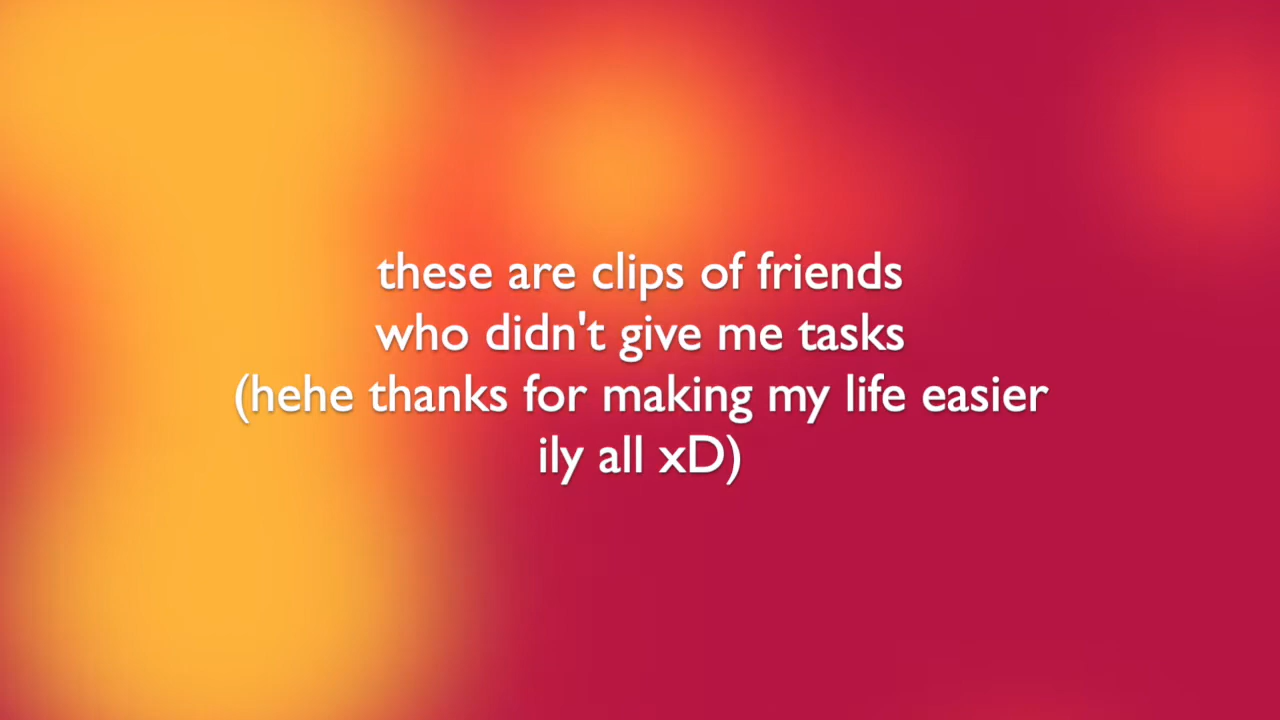 these are clips of friends
who didn't give me tasks
(hehe thanks for making my life easier
ily all xD)